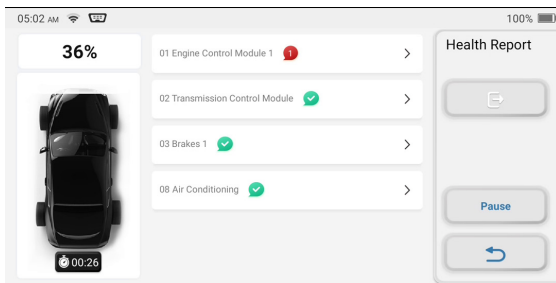 05:02 AM
100%
36%
01 Engine Control Module 1 1
Health Report
02 Transmission Control Module
03 Brakes 1
08 Air Conditioning
Pause
00:26